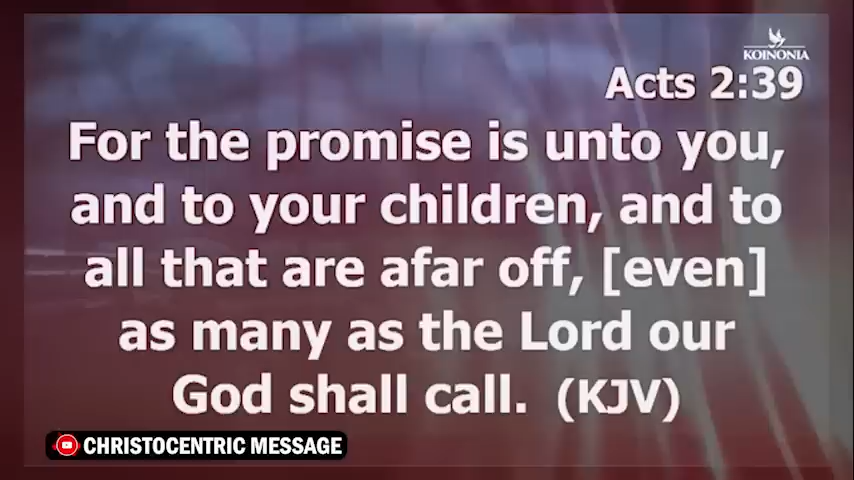 KOINONIA
Acts 2:39
For the promise is unto you,
and to your children, and to
all that are afar off, [even]
as many as the Lord our
God shall call. (KJV)
CHRISTOCENTRIC MESSAGE